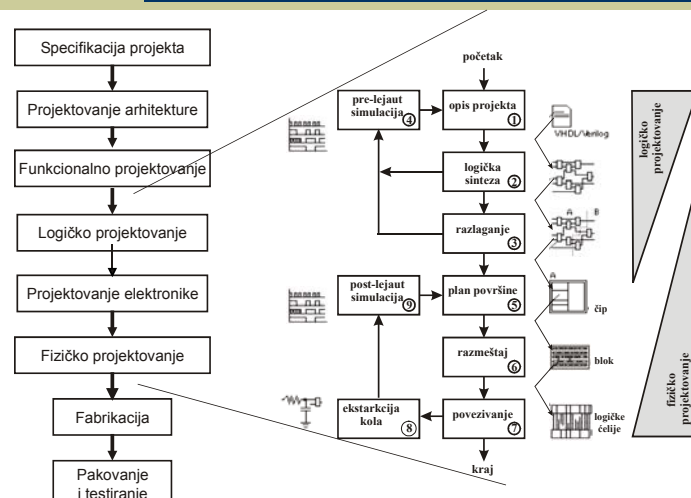 Specifikacija projekta
Projektovanje arhitekture
Funkcionalno projektovanje
Logičko projektovanje
Projektovanje elektronike
Fizičko projektovanje
Fabrikacija
Pakovanje
i testiranje
početak
pre-lejaut
simulacija
4
opis projekta
1
VHDL/Verilog
logička
sinteza
2
razlaganje
3
A
B
post-lejaut
simulacija
9
plan površine
5
A
čip
razmeštaj
6
blok
ekstarkcija
kola
8
povezivanje
7
logičke
ćelije
kraj
logičko
projektovanje
fizičko
projektovanje